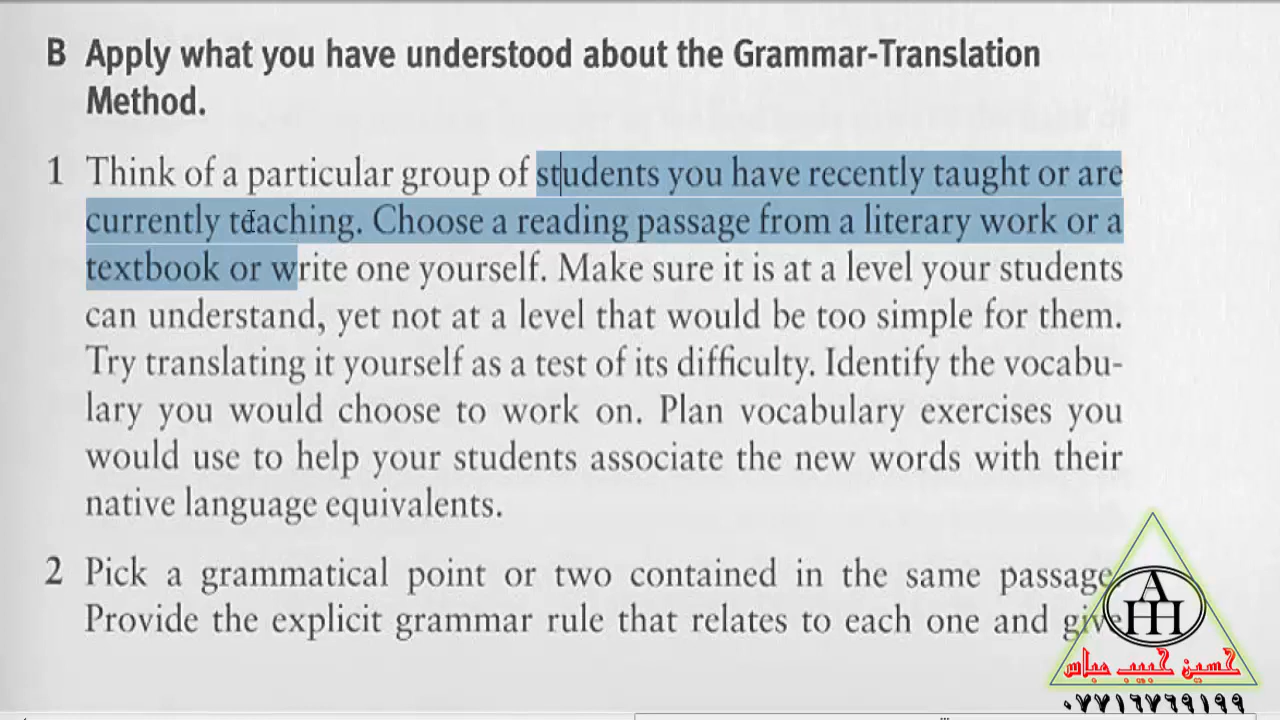 B Apply what you have understood about the Grammar-Translation
Method.
1 Think of a particular group of students you have recently taught or are
currently teaching. Choose a reading passage from a literary work or a
textbook or write one yourself. Make sure it is at a level your students
can understand, yet not at a level that would be too simple for them.
Try translating it yourself as a test of its difficulty. Identify the vocabu-
lary you would choose to work on. Plan vocabulary exercises you
would use to help your students associate the new words with their
native language equivalents.
2 Pick a grammatical point or two contained in the same passage
Provide the explicit grammar rule that relates to each one and give
AHH
حسين حبيب عباس
٠٧٧١٦٧٦٩١٩٩